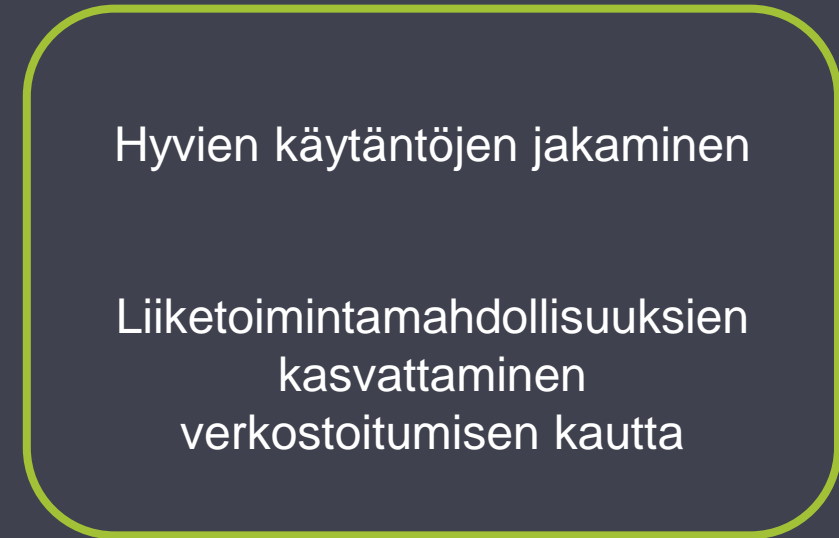 Hyvien käytäntöjen jakaminen
Liiketoimintamahdollisuuksien
kasvattaminen
verkostoitumisen kautta